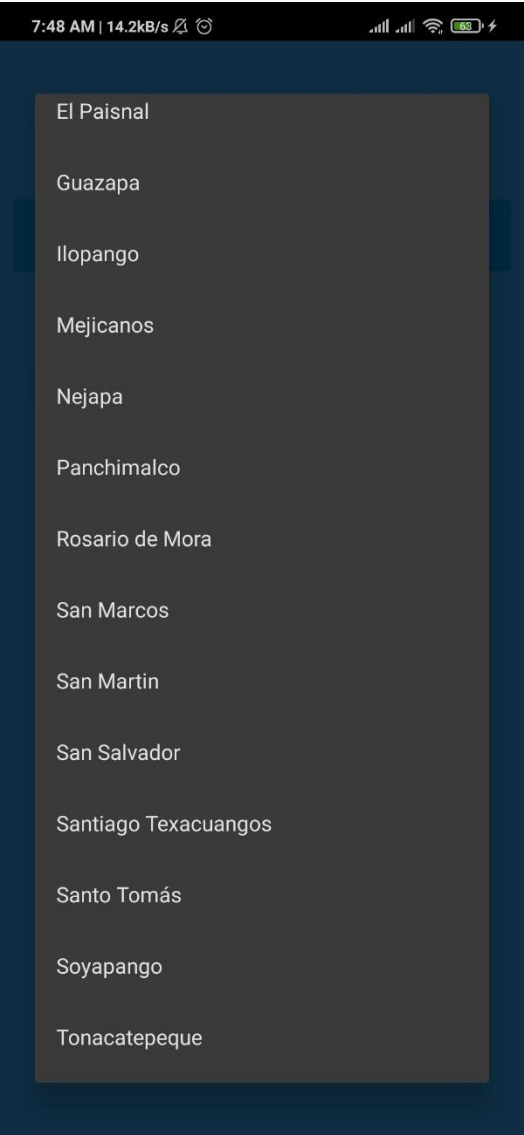 7:48 AM | 14.2kB/s 63
El Paisnal
Guazapa
Ilopango
Mejicanos
Nejapa
Panchimalco
Rosario de Mora
San Marcos
San Martin
San Salvador
Santiago Texacuangos
Santo Tomás
Soyapango
Tonacatepeque